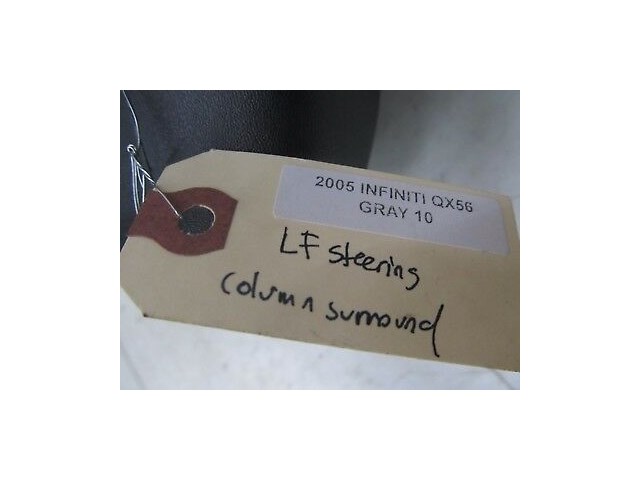 2005 INFINITI QX56
GRAY 10
LF steering
column surround